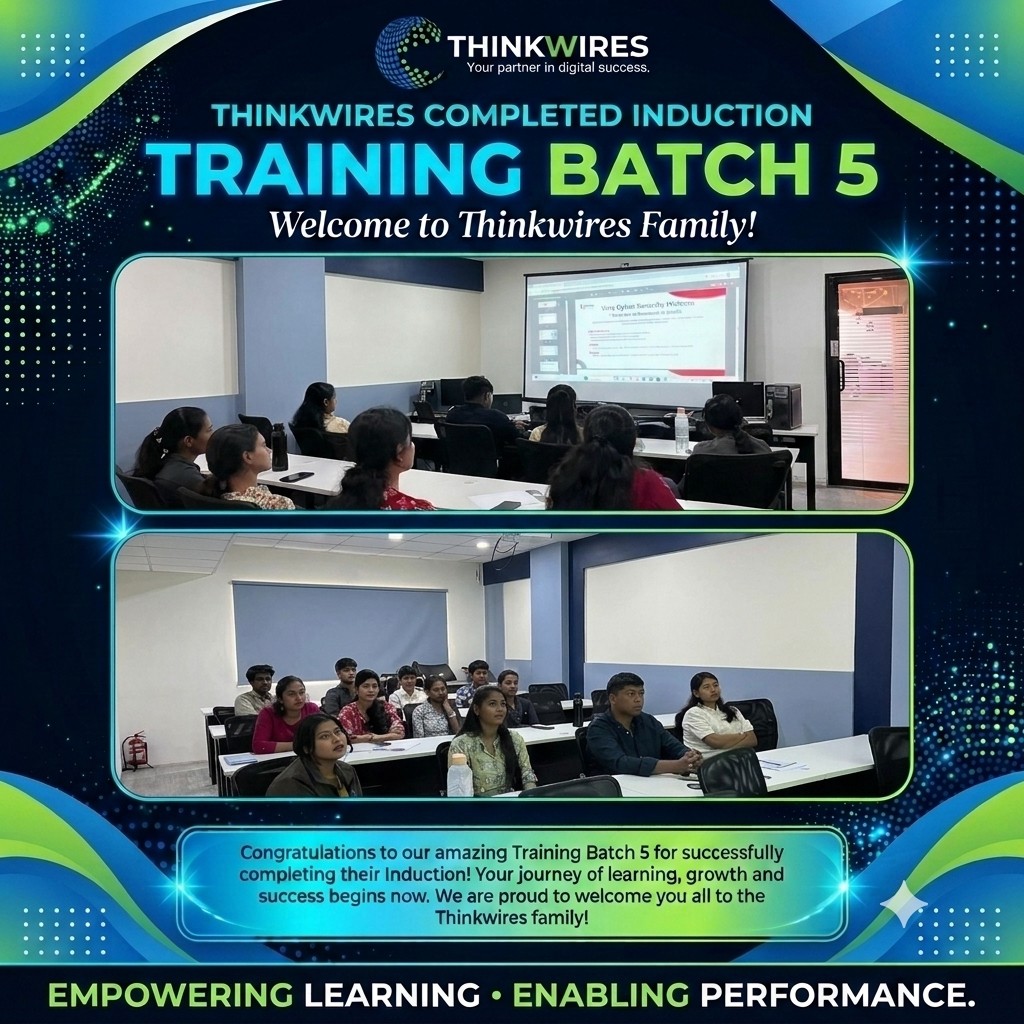 THINKWIRES
Your partner in digital success.
THINKWIRES COMPLETED INDUCTION
TRAINING BATCH 5
Welcome to Thinkwires Family!
Congratulations to our amazing Training Batch 5 for successfully
completing their Induction! Your journey of learning, growth and
success begins now. We are proud to welcome you all to the
Thinkwires family!
EMPOWERING LEARNING • ENABLING PERFORMANCE.